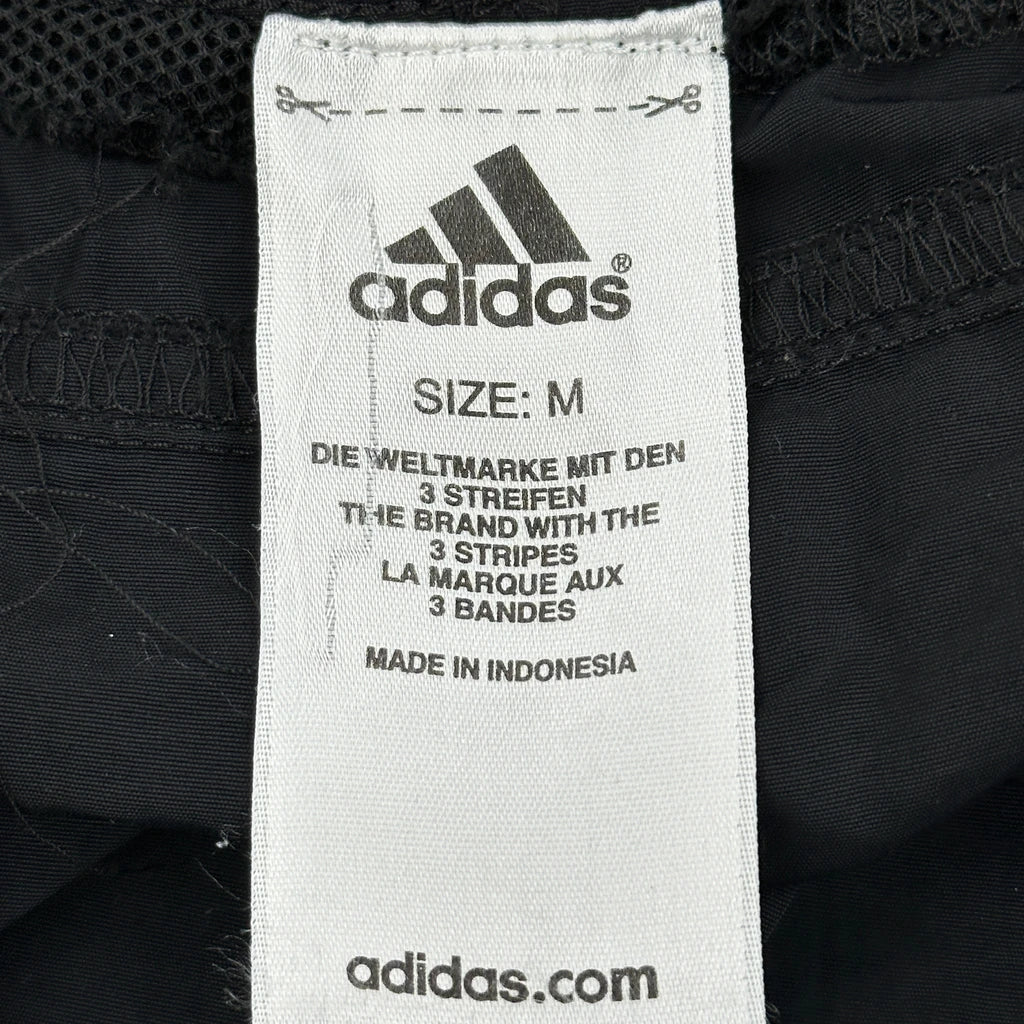 adidas®
SIZE: M
DIE WELTMARKE MIT DEN
3 STREIFEN
THE BRAND WITH THE
3 STRIPES
LA MARQUE AUX
3 BANDES
MADE IN INDONESIA
adidas.com